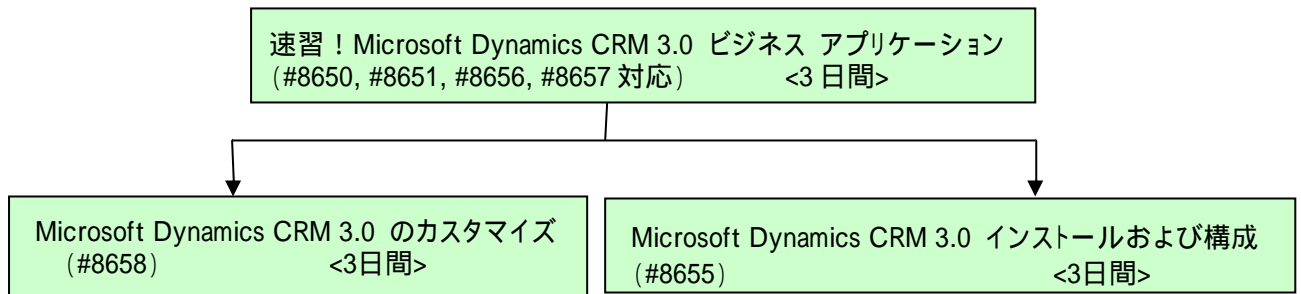 速習！Microsoft Dynamics CRM 3.0 ビジネス アプリケーション
(#8650, #8651, #8656, #8657 対応) <3 日間>
Microsoft Dynamics CRM 3.0 のカスタマイズ
(#8658) <3日間>
Microsoft Dynamics CRM 3.0 インストールおよび構成
(#8655) <3日間>